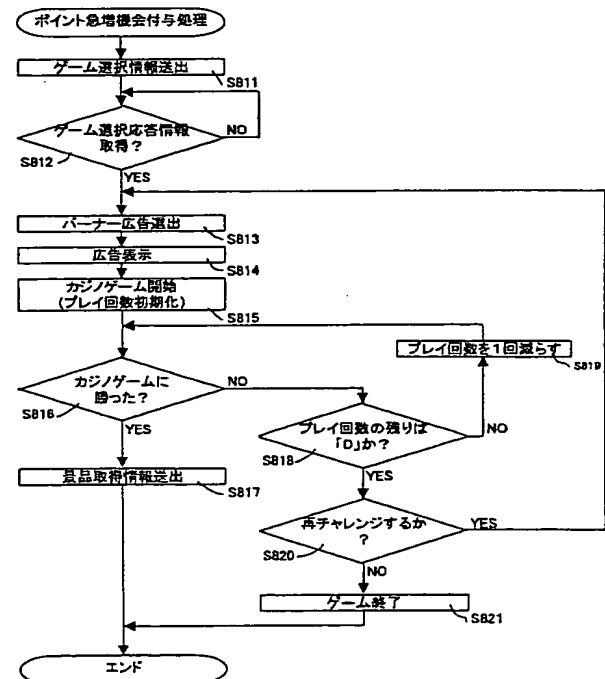 ポイント急増機会付与処理
ゲーム選択情報送出
S811
ゲーム選択応答情報
取得?
NO
S812
YES
バーナー広告選出
S813
広告表示
S814
カジノゲーム開始
(プレイ回数初期化)
S815
プレイ回数を1回減らす
S819
カジノゲームに
勝った?
NO
S816
YES
プレイ回数の残りは
「0」か?
NO
S818
YES
景品取得情報送出
S817
再チャレンジするか
?
YES
S820
NO
ゲーム終了
S821
エンド